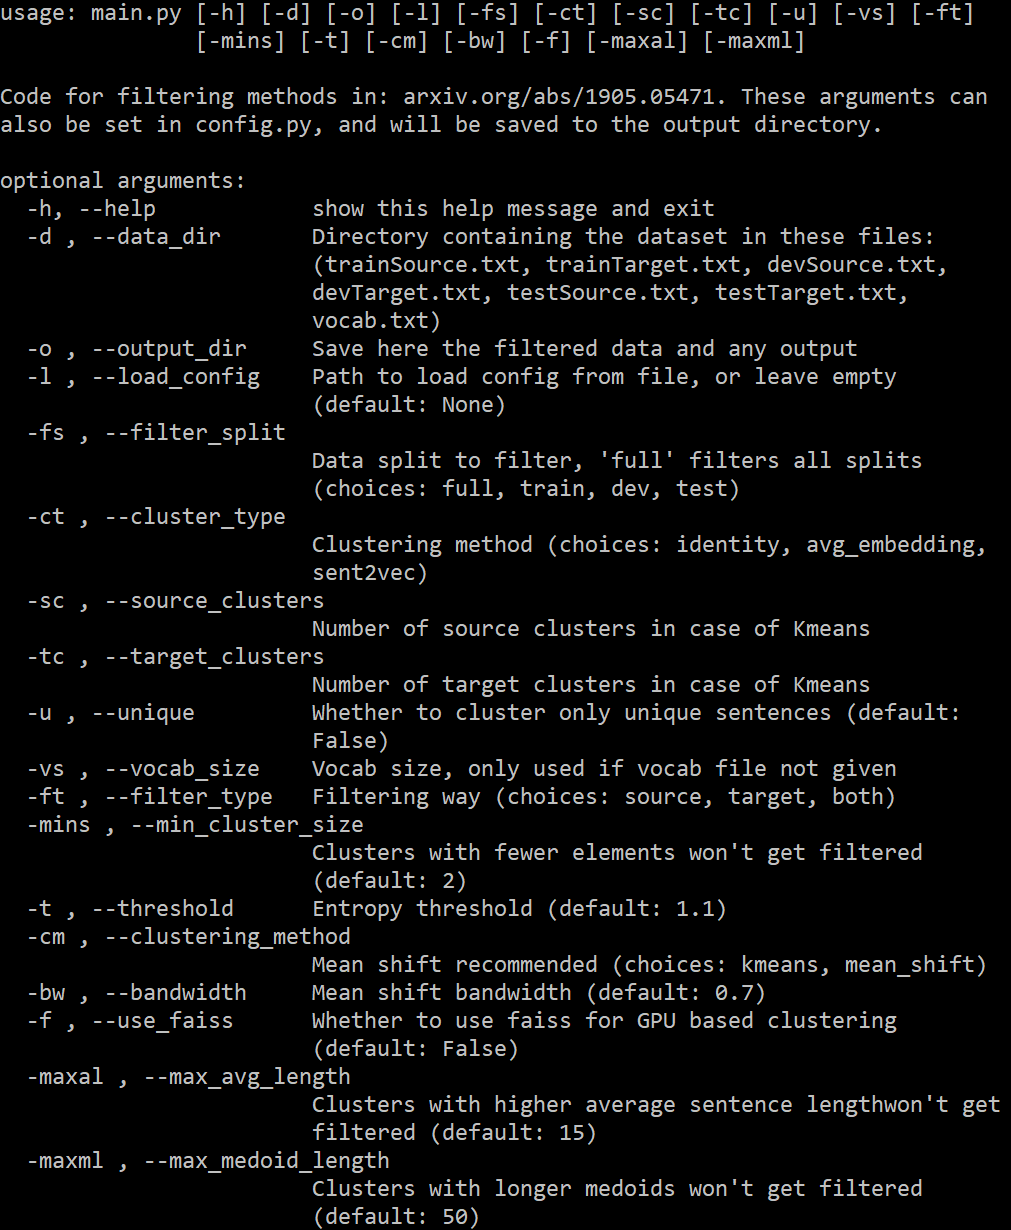 usage: main.py [-h] [-d] [-o] [-l] [-fs] [-ct] [-sc] [-tc] [-u] [-vs] [-ft]
[-mins] [-t] [-cm] [-bw] [-f] [-maxal] [-maxml]
Code for filtering methods in: arxiv.org/abs/1905.05471. These arguments can
also be set in config.py, and will be saved to the output directory.
optional arguments:
-h, --help show this help message and exit
-d , --data_dir Directory containing the dataset in these files:
(trainSource.txt, trainTarget.txt, devSource.txt,
devTarget.txt, testSource.txt, testTarget.txt,
vocab.txt)
-o , --output_dir Save here the filtered data and any output
-l , --load_config Path to load config from file, or leave empty
(default: None)
-fs , --filter_split
Data split to filter, 'full' filters all splits
(choices: full, train, dev, test)
-ct , --cluster_type
Clustering method (choices: identity, avg_embedding,
sent2vec)
-sc , --source_clusters
Number of source clusters in case of Kmeans
-tc , --target_clusters
Number of target clusters in case of Kmeans
-u , --unique Whether to cluster only unique sentences (default:
False)
-vs , --vocab_size Vocab size, only used if vocab file not given
-ft , --filter_type Filtering way (choices: source, target, both)
-mins , --min_cluster_size
Clusters with fewer elements won't get filtered
(default: 2)
-t , --threshold Entropy threshold (default: 1.1)
-cm , --clustering_method
Mean shift recommended (choices: kmeans, mean_shift)
-bw , --bandwidth Mean shift bandwidth (default: 0.7)
-f , --use_faiss Whether to use faiss for GPU based clustering
(default: False)
-maxal , --max_avg_length
Clusters with higher average sentence lengthwon't get
filtered (default: 15)
-maxml , --max_medoid_length
Clusters with longer medoids won't get filtered
(default: 50)